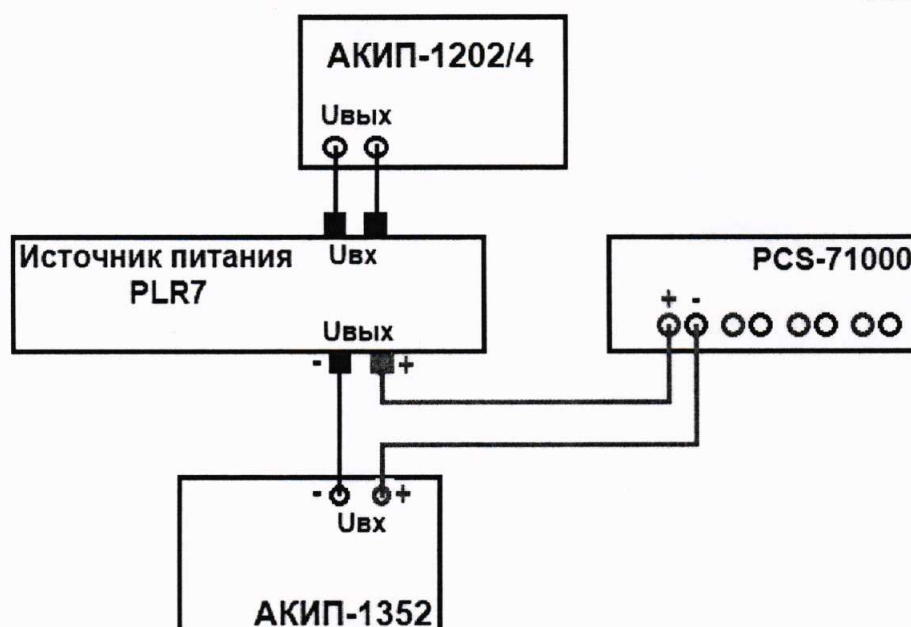 АКИП-1202/4
Uвых
Источник питания
PLR7
Uвх
PCS-71000
+ -
Uвых
- +
- +
Uвх
АКИП-1352